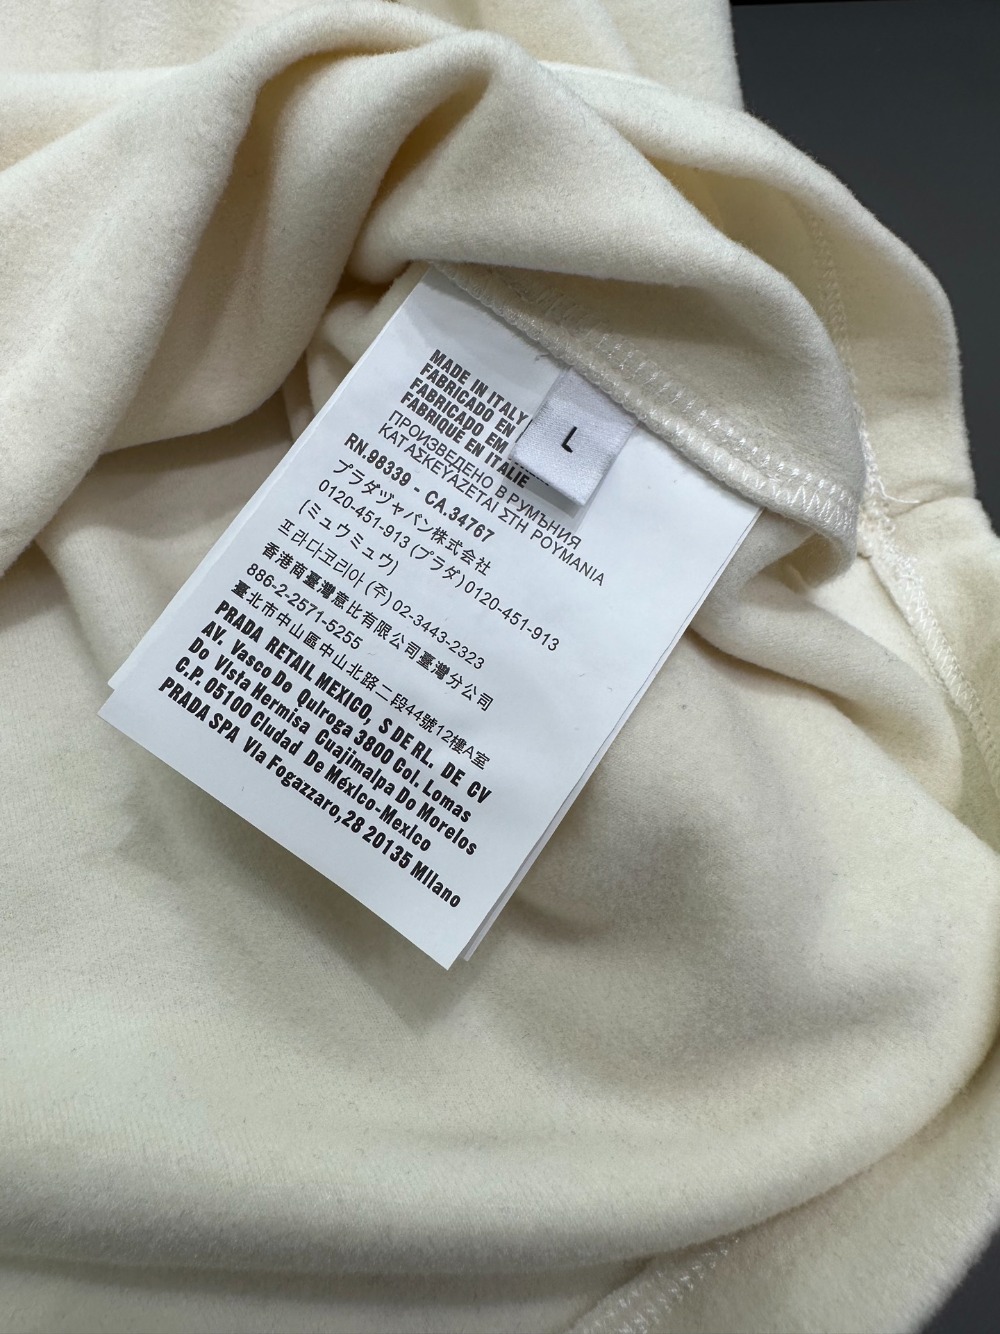 MADE IN ITALY
FABRICADO EN
FABRICADO EM
FABRIQUÉ EN ITALIE
ПРОИЗВЕДЕНО В РУМЪНИЯ
ΚΑΤΑΣΚΕΥΑΖΕΤΑΙ ΣΤΗ ΡΟΥΜΑΝΙΑ
RN.98339 - CA.34767
プラダヅャパン株式会社
0120-451-913 (プラダ) 0120-451-913
(ミュウミュウ)
프라다코리아 (주) 02-3443-2323
香港商臺灣意比有限公司臺灣分公司
886-2-2571-5255
臺北市中山區中山北路二段44號12樓A室
PRADA RETAIL MEXICO, S DE RL. DE CV
AV. Vasco Do Quiroga 3800 Col. Lomas
Do Vista Hermisa Cuajimalpa Do Morelos
C.P. 05100 Ciudad De México-Mexico
PRADA SPA Via Fogazzaro,28 20135 Milano
L